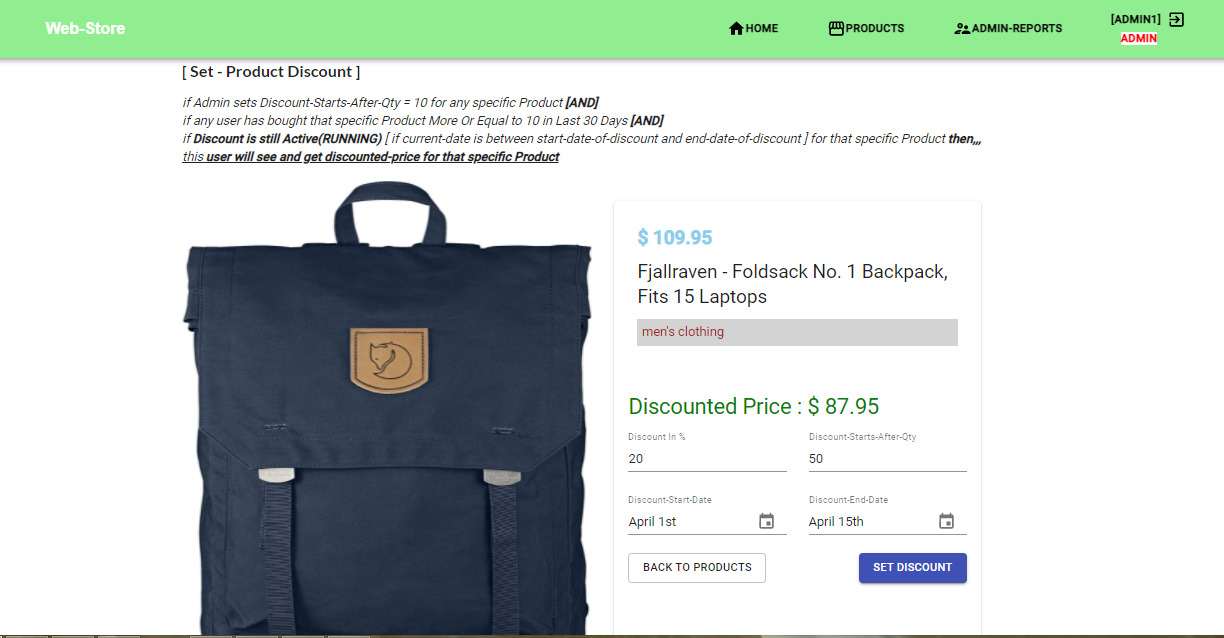 Web-Store
HOME
PRODUCTS
ADMIN-REPORTS
[ADMIN1]
ADMIN
[ Set - Product Discount ]
if Admin sets Discount-Starts-After-Qty = 10 for any specific Product [AND]
if any user has bought that specific Product More Or Equal to 10 in Last 30 Days [AND]
if Discount is still Active(RUNNING) [ if current-date is between start-date-of-discount and end-date-of-discount ] for that specific Product then,,,
this user will see and get discounted-price for that specific Product
$ 109.95
Fjallraven - Foldsack No. 1 Backpack,
Fits 15 Laptops
men's clothing
Discounted Price : $ 87.95
Discount In %
Discount-Starts-After-Qty
20
50
Discount-Start-Date
Discount-End-Date
April 1st
April 15th
BACK TO PRODUCTS
SET DISCOUNT